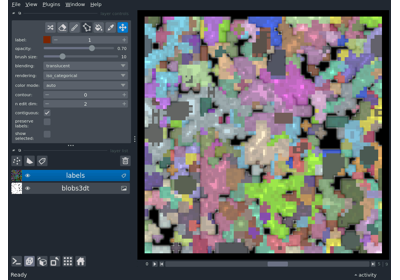 File View Plugins Window Help
label: 1
opacity: 0.70
brush size: 10
blending: translucent
rendering: iso_categorical
color mode: auto
contour: 0
n edit dim: 2
contiguous:
preserve
labels:
show
selected:
labels
blobs3dt
Ready
activity